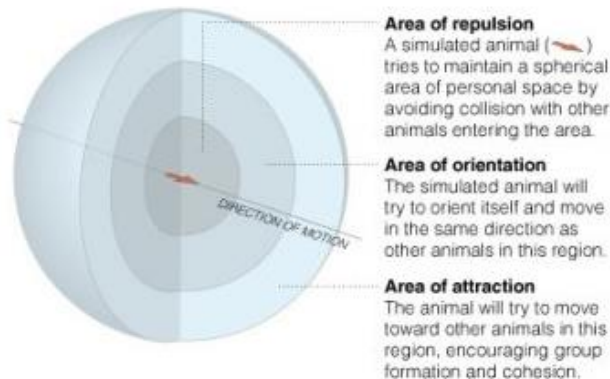 Area of repulsion
A simulated animal ( )
tries to maintain a spherical
area of personal space by
avoiding collision with other
animals entering the area.
Area of orientation
The simulated animal will
try to orient itself and move
in the same direction as
other animals in this region.
DIRECTION OF MOTION
Area of attraction
The animal will try to move
toward other animals in this
region, encouraging group
formation and cohesion.